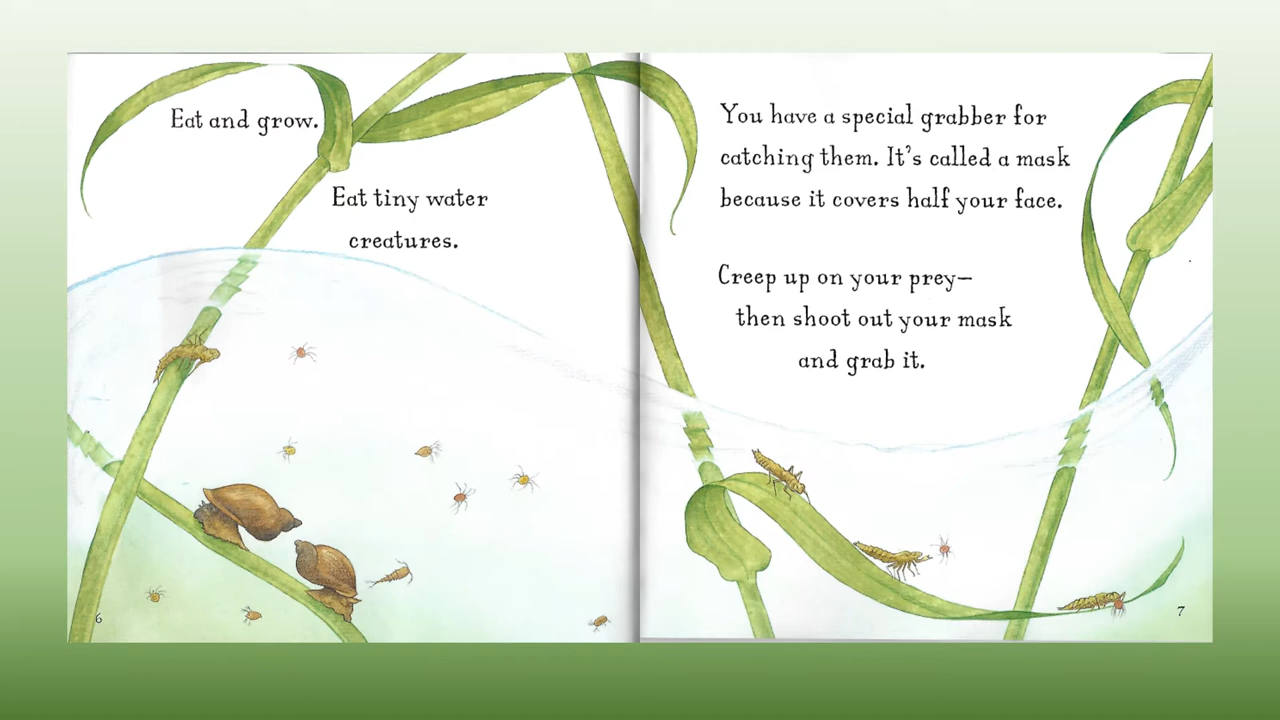 Eat and grow.
Eat tiny water
creatures.
6
You have a special grabber for
catching them. It's called a mask
because it covers half your face.
Creep up on your prey—
then shoot out your mask
and grab it.
7